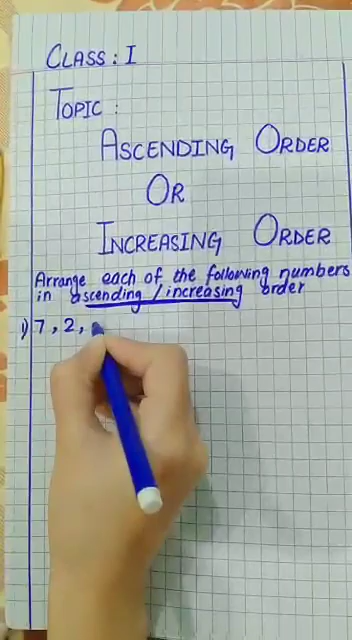 CLASS : I
TOPIC :
ASCENDING ORDER
OR
INCREASING ORDER
Arrange each of the following numbers
in ascending / increasing order
1) 7, 2,